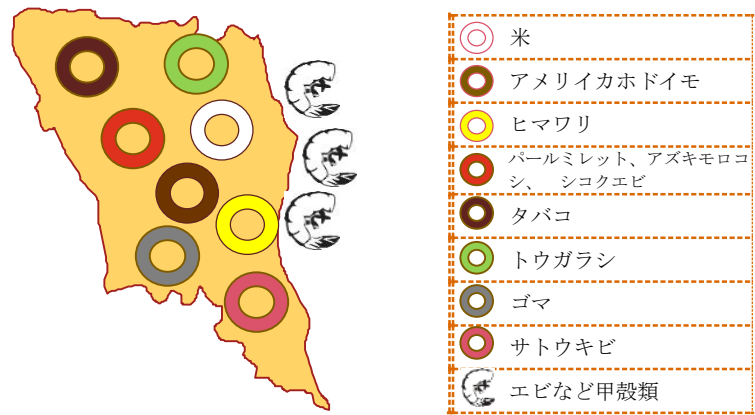 米
アメリイカホドイモ
ヒマワリ
パールミレット、アズキモロコ
シ、 シコクエビ
タバコ
トウガラシ
ゴマ
サトウキビ
エビなど甲殻類